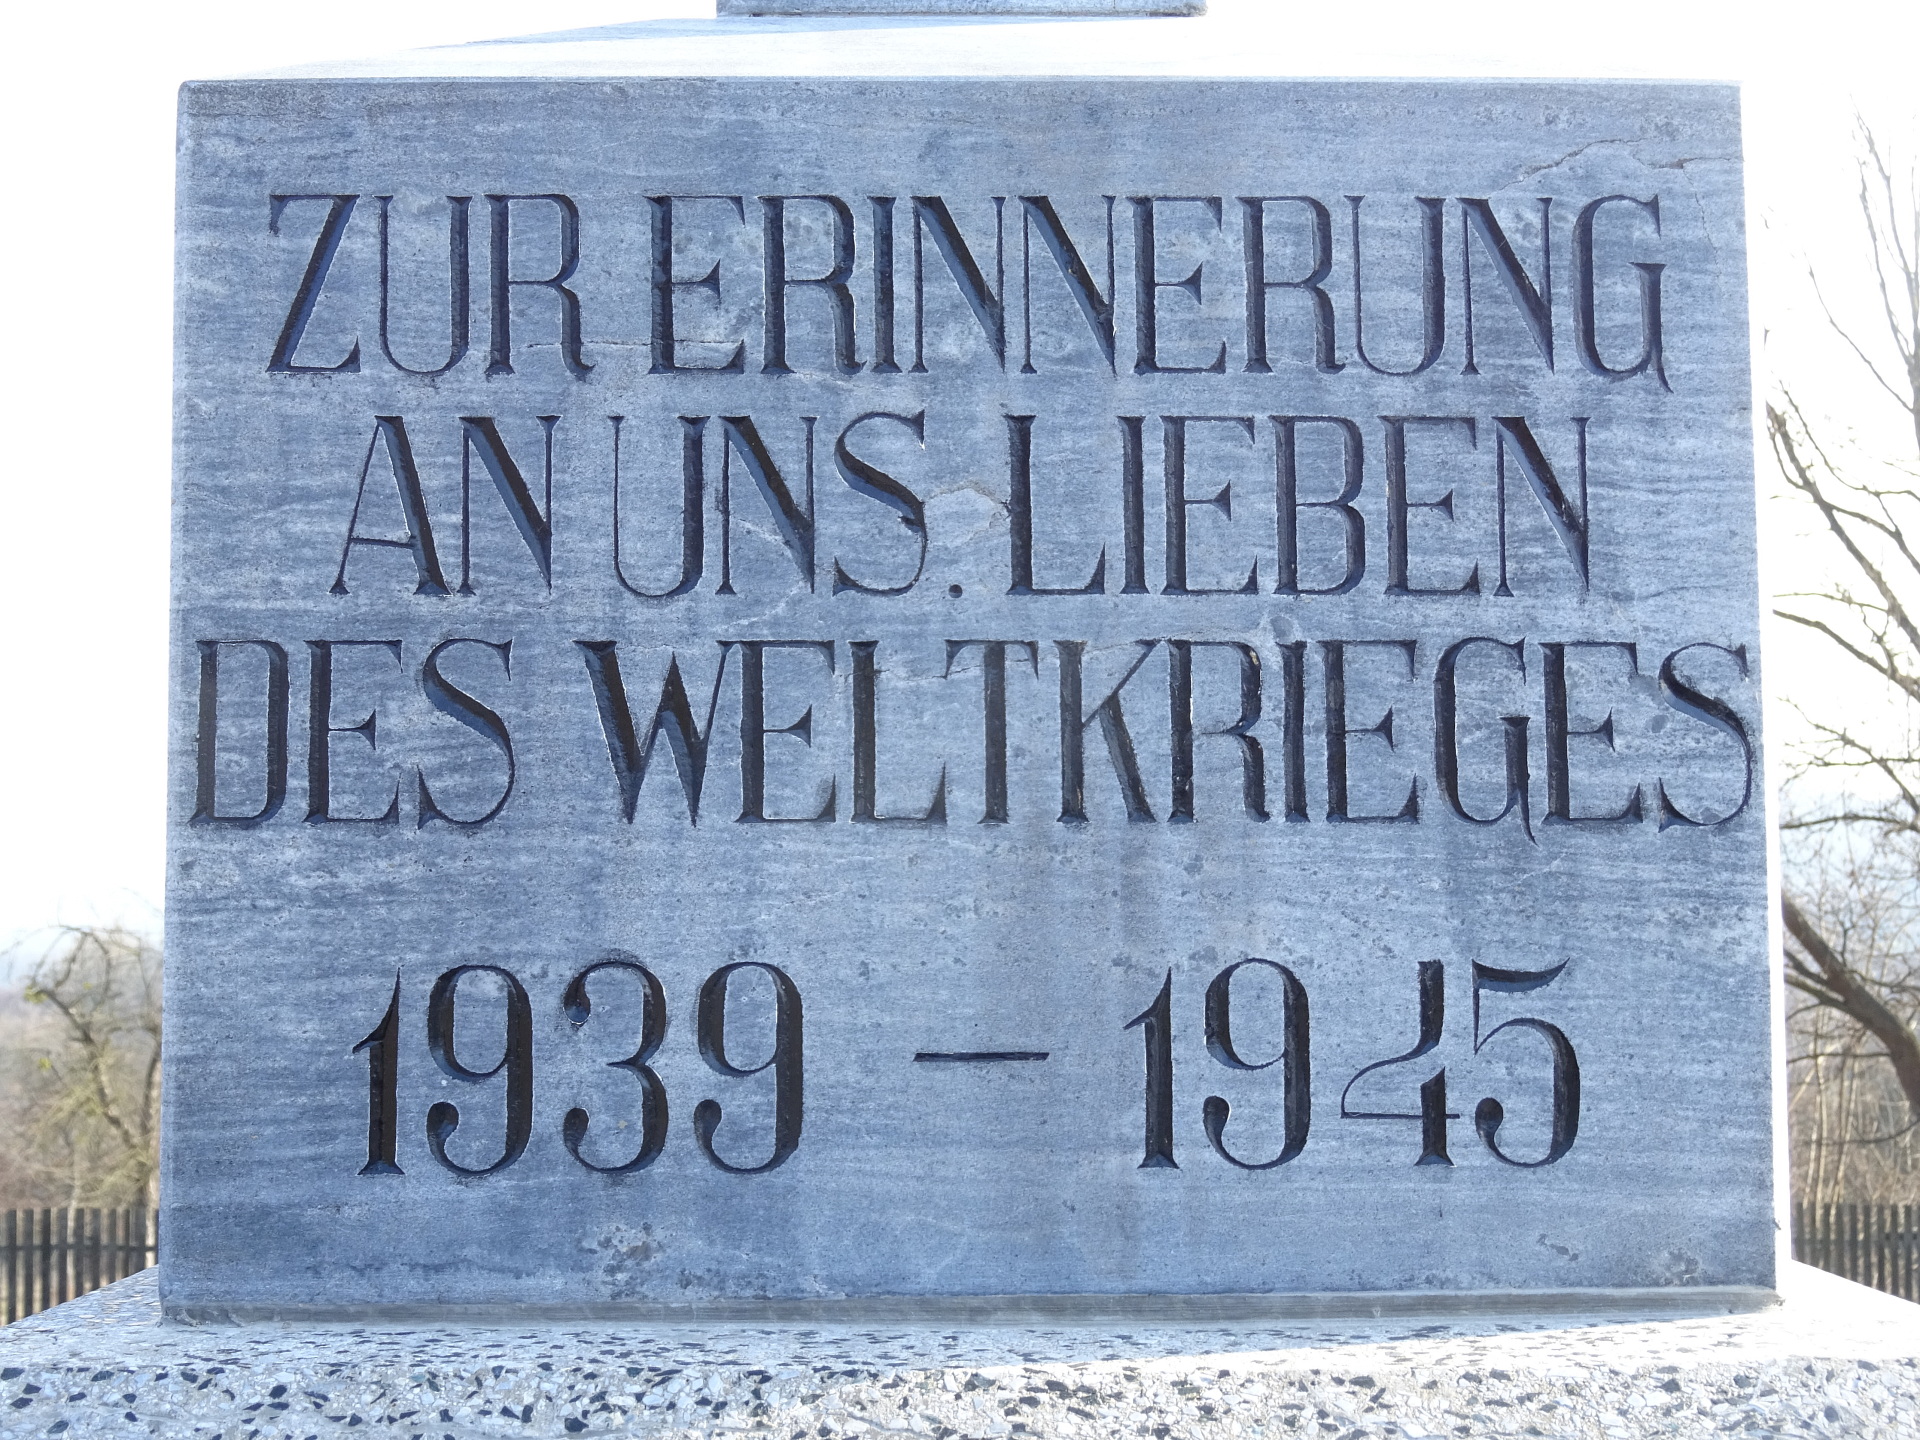 ZUR ERINNERUNG
AN UNS. LIEBEN
DES WELTKRIEGES
1939 – 1945